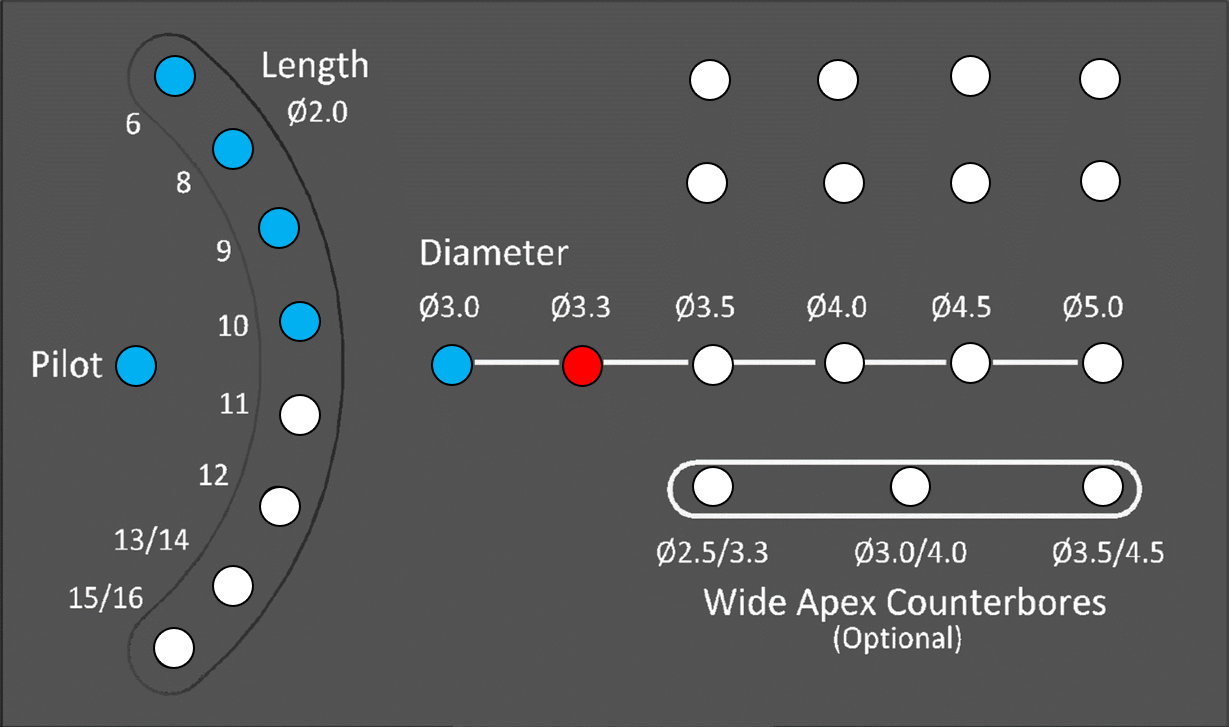 Length
Ø2.0
6
8
9
10
11
12
13/14
15/16
Pilot
Diameter
Ø3.0 Ø3.3 Ø3.5 Ø4.0 Ø4.5 Ø5.0
Ø2.5/3.3 Ø3.0/4.0 Ø3.5/4.5
Wide Apex Counterbores
(Optional)